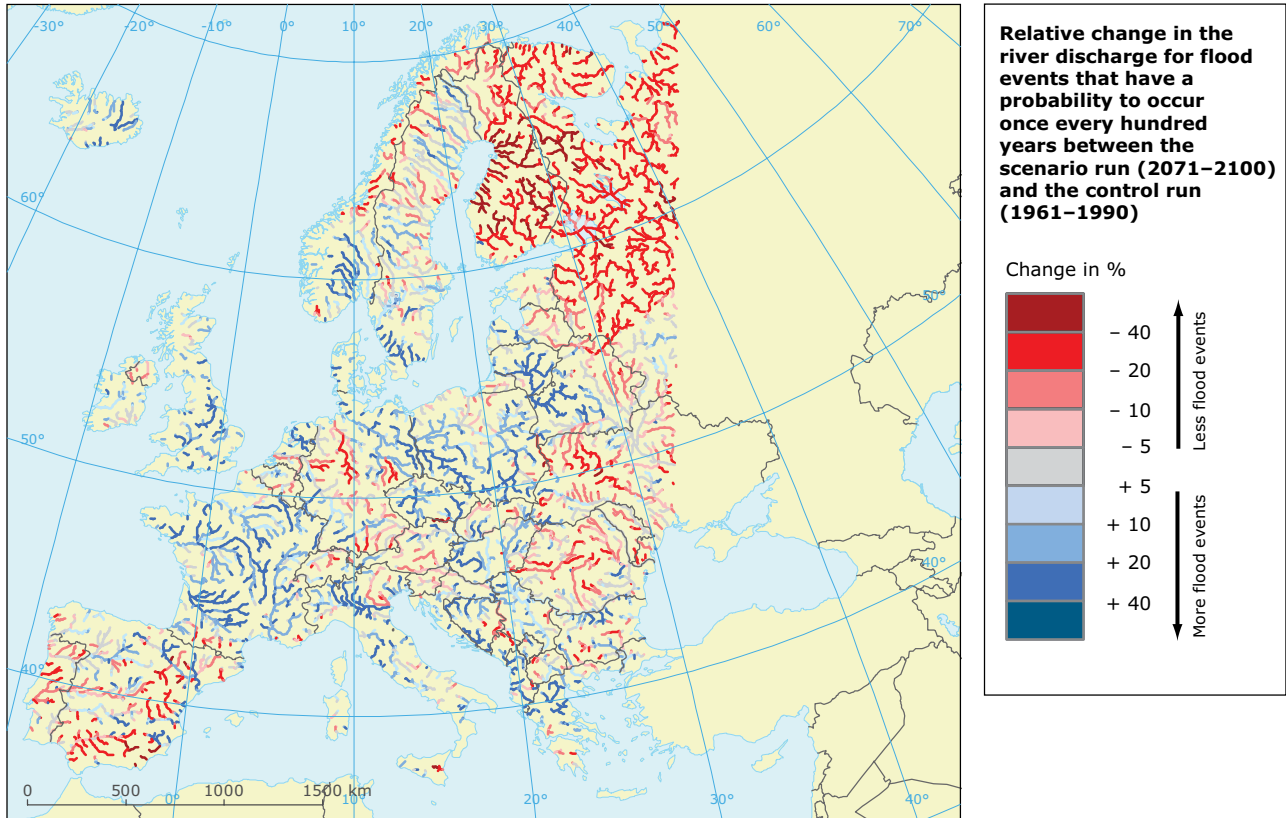 -30° -20° -10° 0° 10° 20° 30° 40° 50° 60° 70°
60°
50°
50°
40°
40°
0 500 1000 1500 km
0° 10° 20° 30° 40°
Relative change in the
river discharge for flood
events that have a
probability to occur
once every hundred
years between the
scenario run (2071–2100)
and the control run
(1961–1990)
Change in %
– 40
– 20
– 10
– 5
+ 5
+ 10
+ 20
+ 40
Less flood events
More flood events